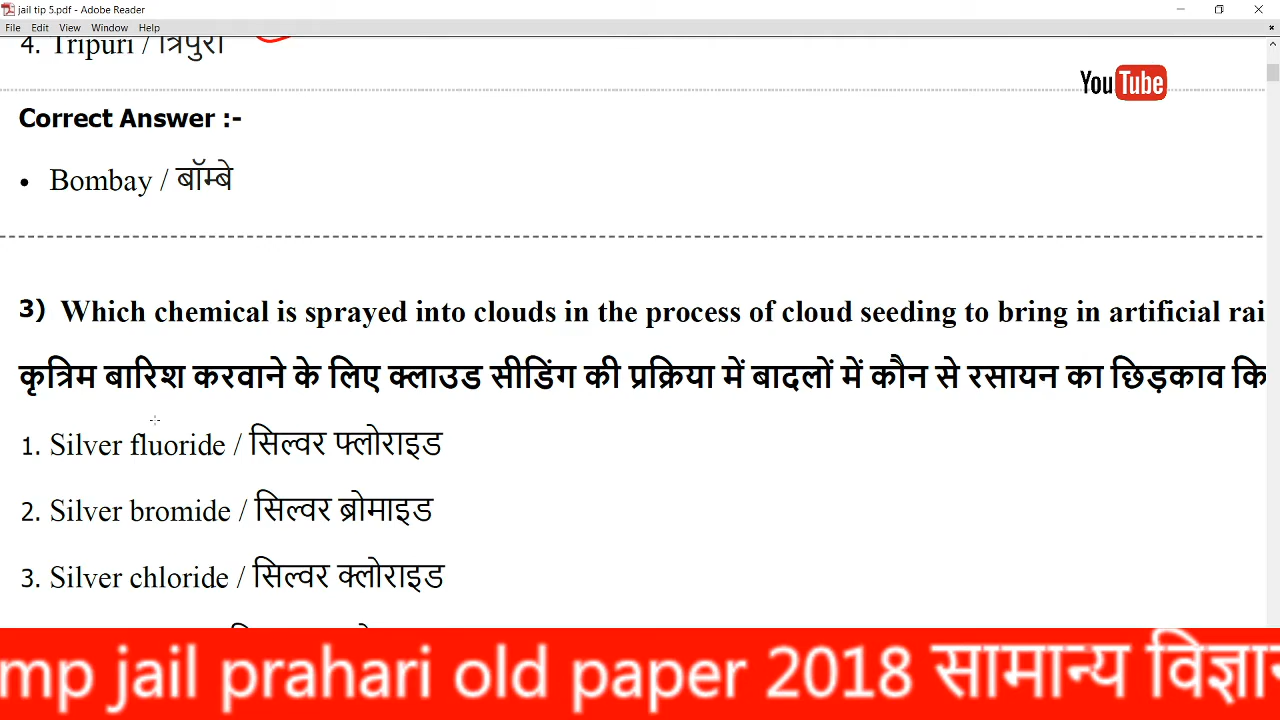 jail tip 5.pdf - Adobe Reader
File Edit View Window Help
4. Tripuri / त्रिपुरी
YouTube
Correct Answer :-
• Bombay / बॉम्बे
3) Which chemical is sprayed into clouds in the process of cloud seeding to bring in artificial rai
कृत्रिम बारिश करवाने के लिए क्लाउड सीडिंग की प्रक्रिया में बादलों में कौन से रसायन का छिड़काव कि
1. Silver fluoride / सिल्वर फ्लोराइड
2. Silver bromide / सिल्वर ब्रोमाइड
3. Silver chloride / सिल्वर क्लोराइड
mp jail prahari old paper 2018 सामान्य विज्ञान